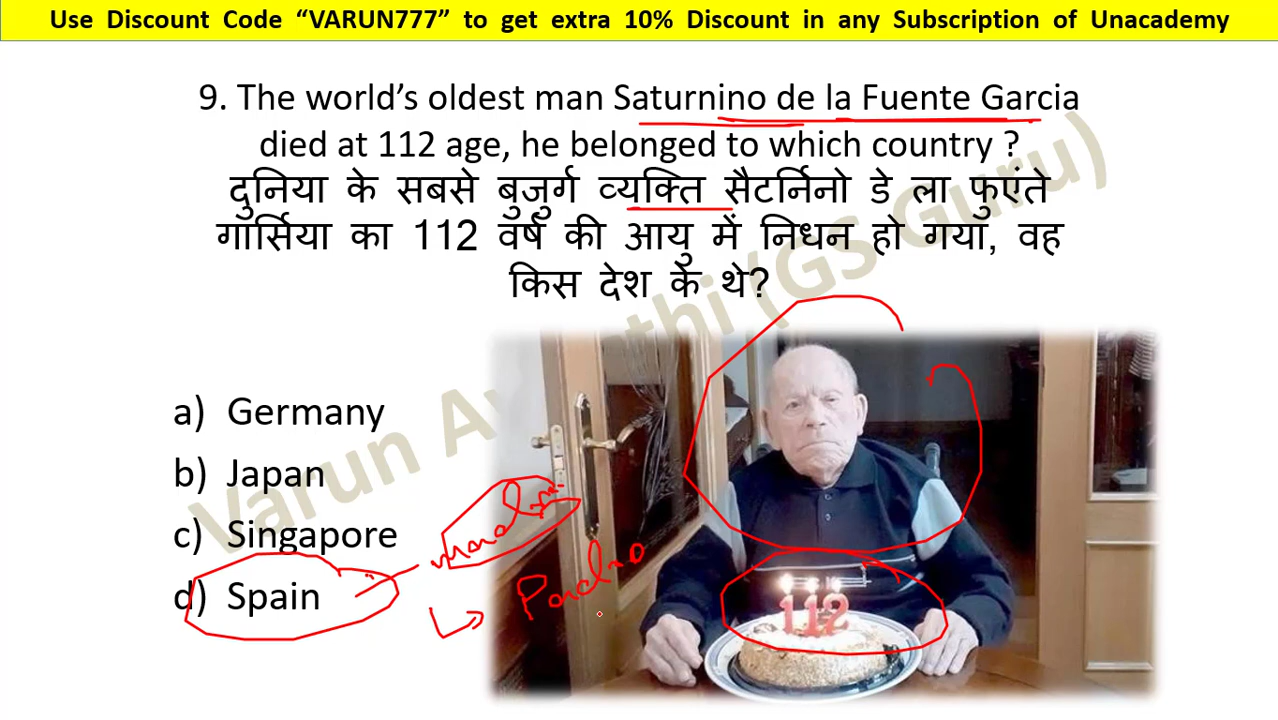 Use Discount Code “VARUN777” to get extra 10% Discount in any Subscription of Unacademy
9. The world’s oldest man Saturnino de la Fuente Garcia
died at 112 age, he belonged to which country ?
दुनिया के सबसे बुजुर्ग व्यक्ति सैटर्निनो डे ला फुएंते
गार्सिया का 112 वर्ष की आयु में निधन हो गया, वह
किस देश के थे?
a) Germany
b) Japan
c) Singapore
d) Spain
112